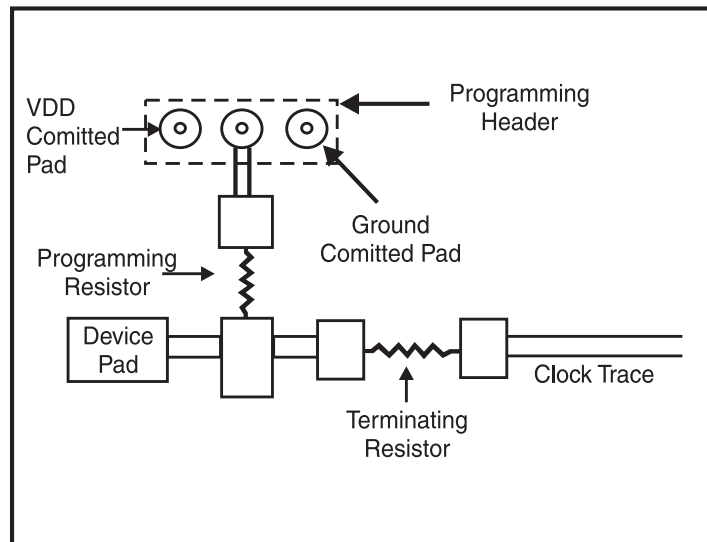 VDD
Comitted
Pad
Programming
Header
Ground
Comitted Pad
Programming
Resistor
Device
Pad
Clock Trace
Terminating
Resistor